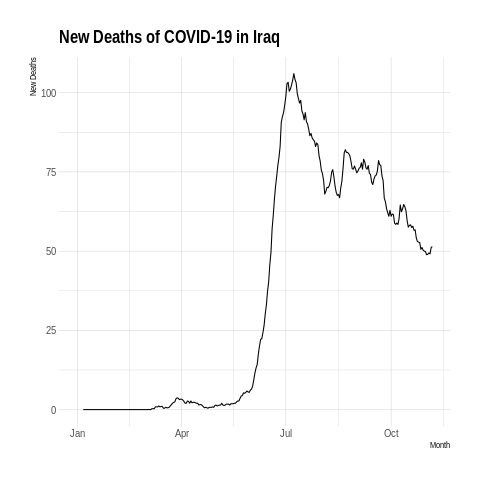 New Deaths of COVID-19 in Iraq
New Deaths
100
75
50
25
0
Jan Apr Jul Oct
Month